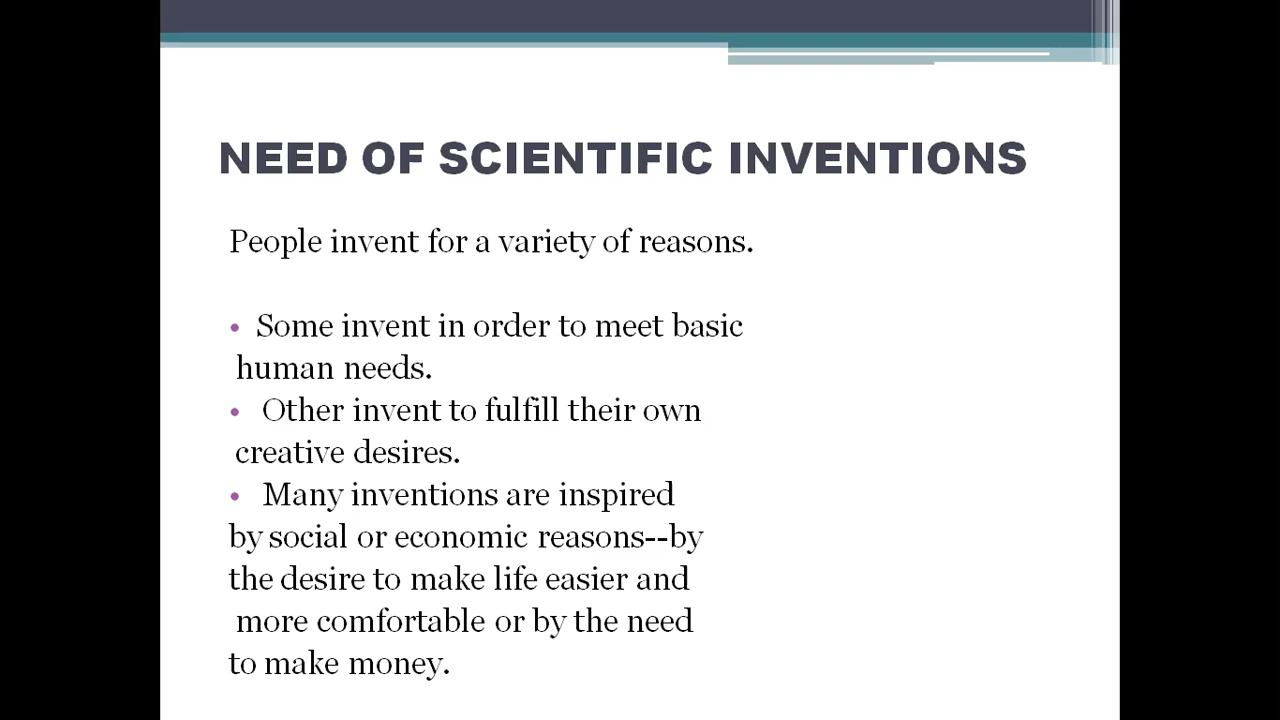 NEED OF SCIENTIFIC INVENTIONS
People invent for a variety of reasons.
• Some invent in order to meet basic
human needs.
• Other invent to fulfill their own
creative desires.
• Many inventions are inspired
by social or economic reasons--by
the desire to make life easier and
more comfortable or by the need
to make money.